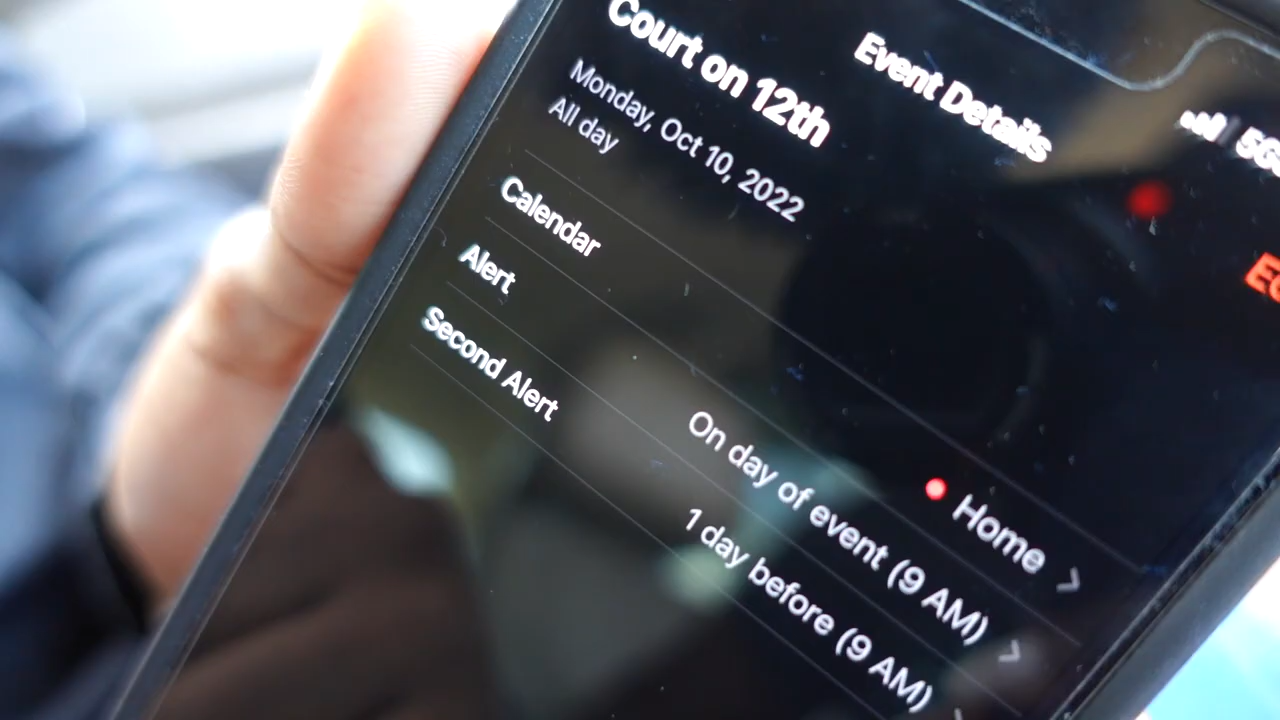 5G
Event Details
Court on 12th
Monday, Oct 10, 2022
All day
Calendar
Home
Alert
On day of event (9 AM)
Second Alert
1 day before (9 AM)